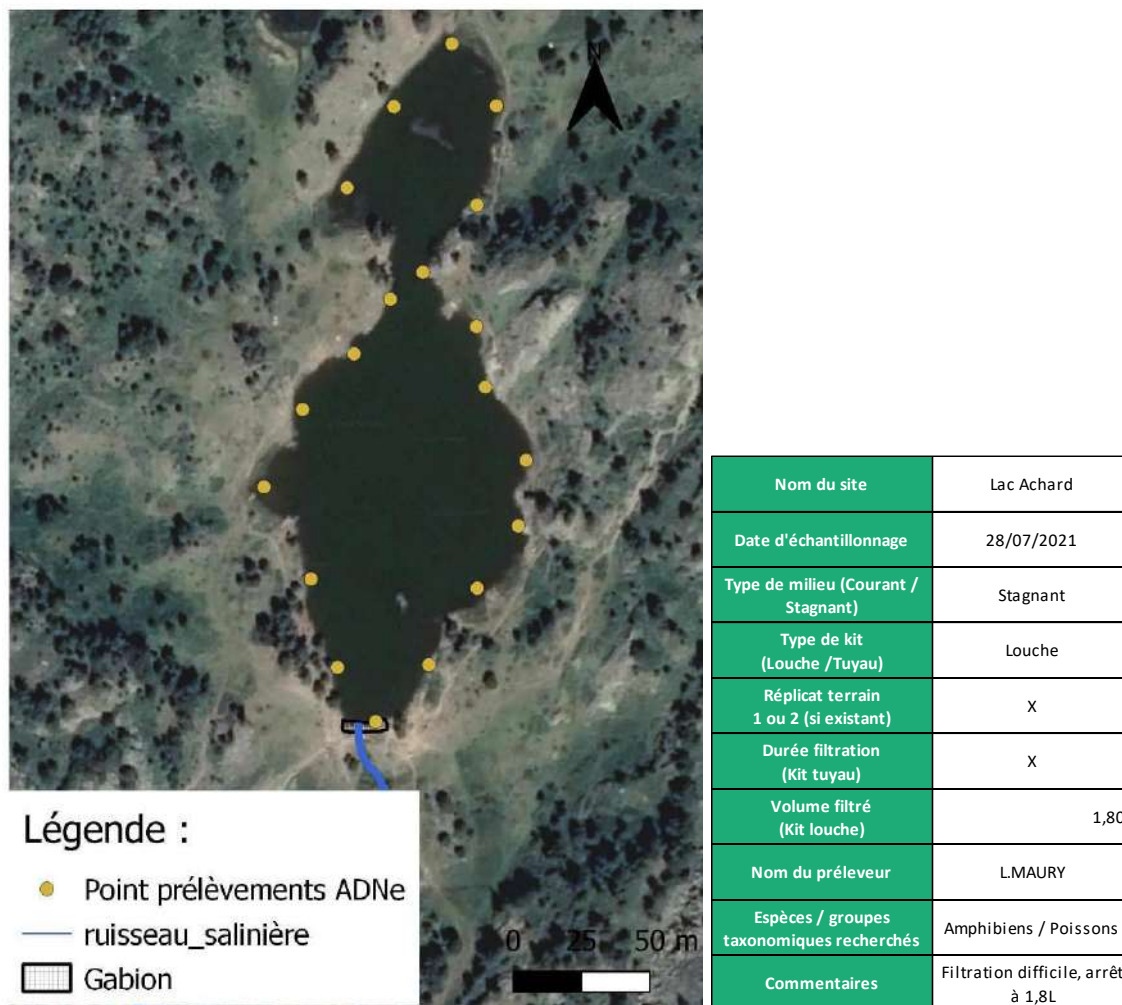 N
Légende :
Point prélèvements ADNe
ruisseau_salinière
Gabion
0 25 50 m
Nom du site
Lac Achard
Date d'échantillonnage
28/07/2021
Type de milieu (Courant /
Stagnant)
Stagnant
Type de kit
(Louche /Tuyau)
Louche
Réplicat terrain
1 ou 2 (si existant)
X
Durée filtration
(Kit tuyau)
X
Volume filtré
(Kit louche)
1,80
Nom du préleveur
L.MAURY
Espèces / groupes
taxonomiques recherchés
Amphibiens / Poissons
Commentaires
Filtration difficile, arrêt
à 1,8L